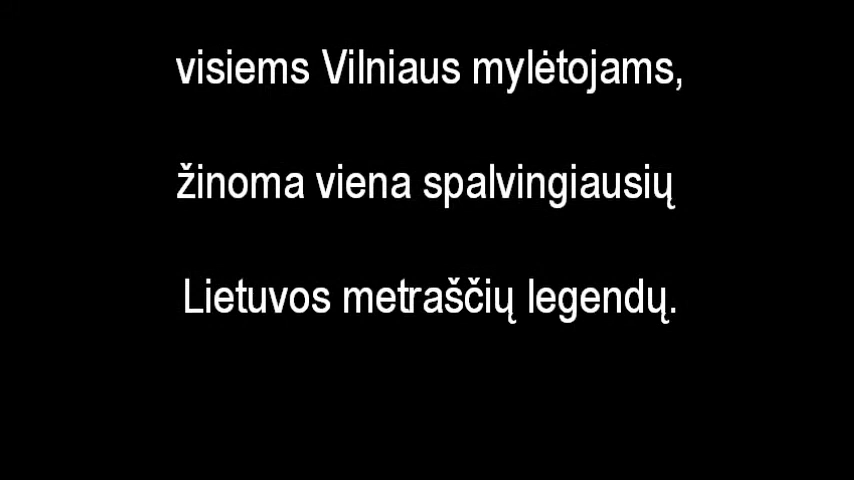 visiems Vilniaus mylėtojams,
žinoma viena spalvingiausių
Lietuvos metraščių legendų.